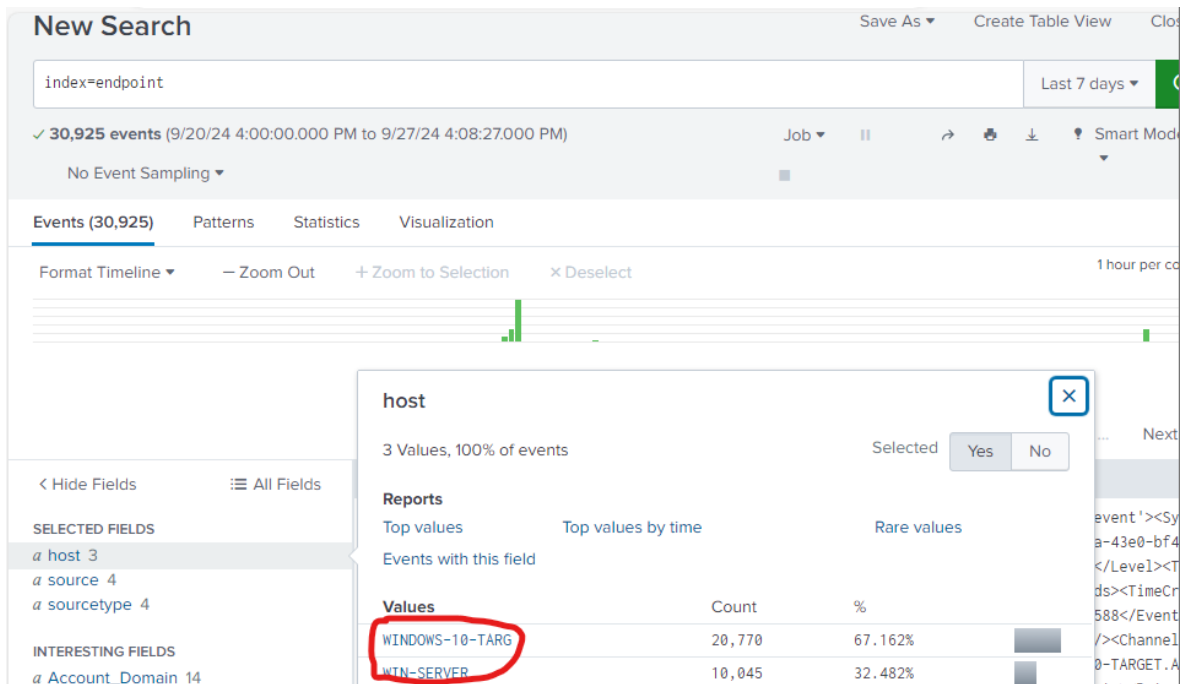 New Search
Save As Create Table View Clos
index=endpoint
Last 7 days
30,925 events (9/20/24 4:00:00.000 PM to 9/27/24 4:08:27.000 PM)
Job
Smart Mode
No Event Sampling
Events (30,925) Patterns Statistics Visualization
Format Timeline – Zoom Out + Zoom to Selection × Deselect
1 hour per co
host
3 Values, 100% of events
Selected Yes No
... Next
< Hide Fields All Fields
Reports
Top values Top values by time Rare values
Events with this field
SELECTED FIELDS
a host 3
a source 4
a sourcetype 4
INTERESTING FIELDS
a Account_Domain 14
Values Count %
WINDOWS-10-TARG 20,770 67.162%
WIN-SERVER 10,045 32.482%
event'><Sy
a-43e0-bf4
</Level><T
ds><TimeCr
588</Event
/><Channel
0-TARGET.A